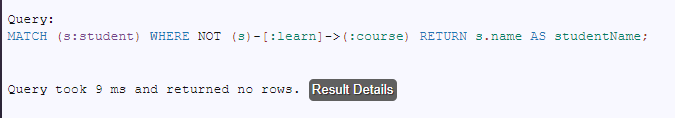 Query:
MATCH (s:student) WHERE NOT (s)-[:learn]->(:course) RETURN s.name AS studentName;
Query took 9 ms and returned no rows. Result Details